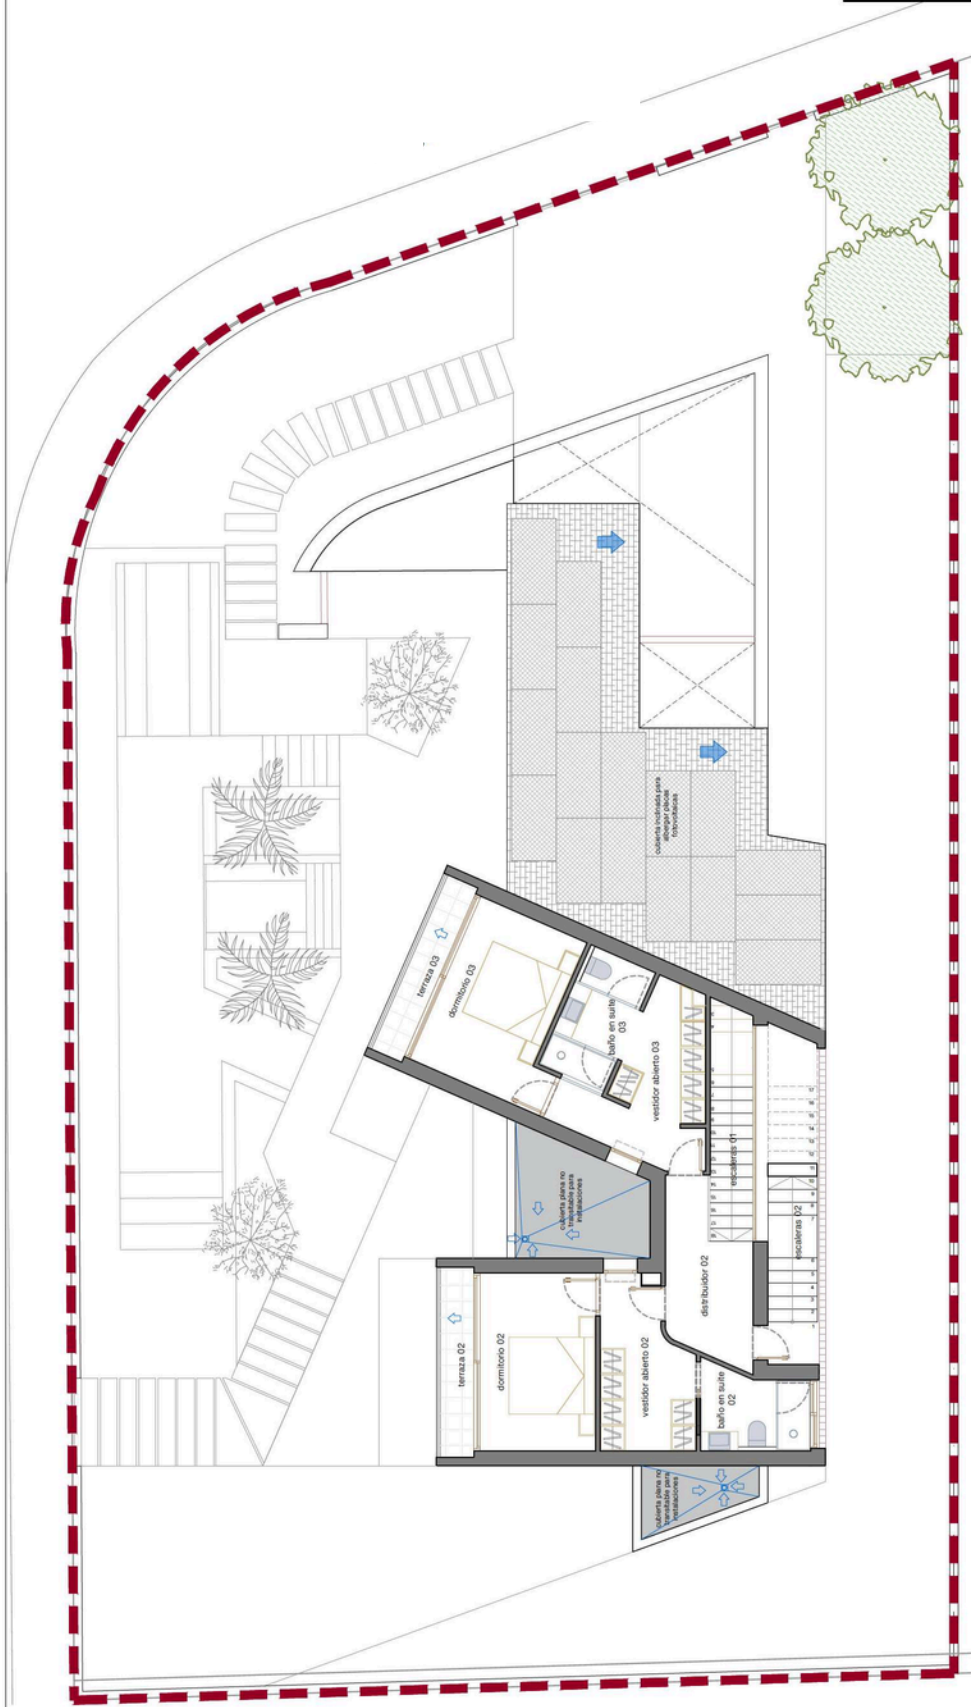 cubierta inclinada para
albergar placas
fotovoltaicas
terraza 03
dormitorio 03
baño en suite
03
vestidor abierto 03
escaleras 01
cubierta plana no
transitable para
instalaciones
distribuidor 02
escaleras 02
terraza 02
dormitorio 02
vestidor abierto 02
baño en suite
02
cubierta plana no
transitable para
instalaciones